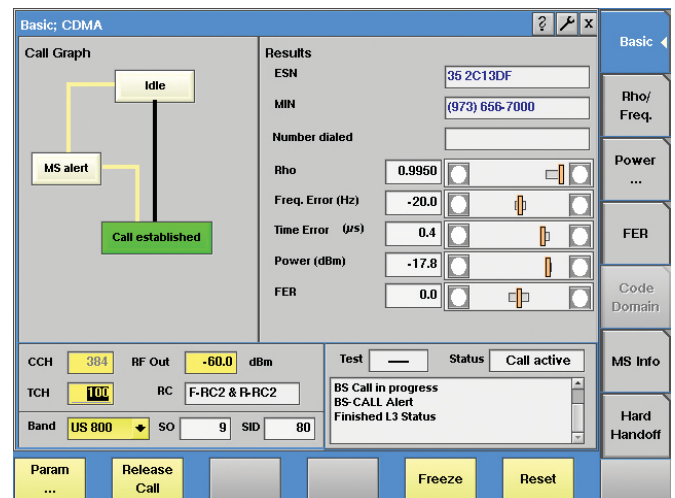 Basic; CDMA
? x
Call Graph
Idle
MS alert
Call established
Results
ESN 35 2C13DF
MIN (973) 656-7000
Number dialed
Rho 0.9950
Freq. Error (Hz) -20.0
Time Error (µs) 0.4
Power (dBm) -17.8
FER 0.0
CCH 384 RF Out -60.0 dBm
TCH 100 RC F-RC2 & R-RC2
Band US 800 SO 9 SID 80
Test — Status Call active
BS Call in progress
BS-CALL Alert
Finished L3 Status
Basic
Rho/
Freq.
Power
...
FER
Code
Domain
MS Info
Hard
Handoff
Param
...
Release
Call
Freeze
Reset